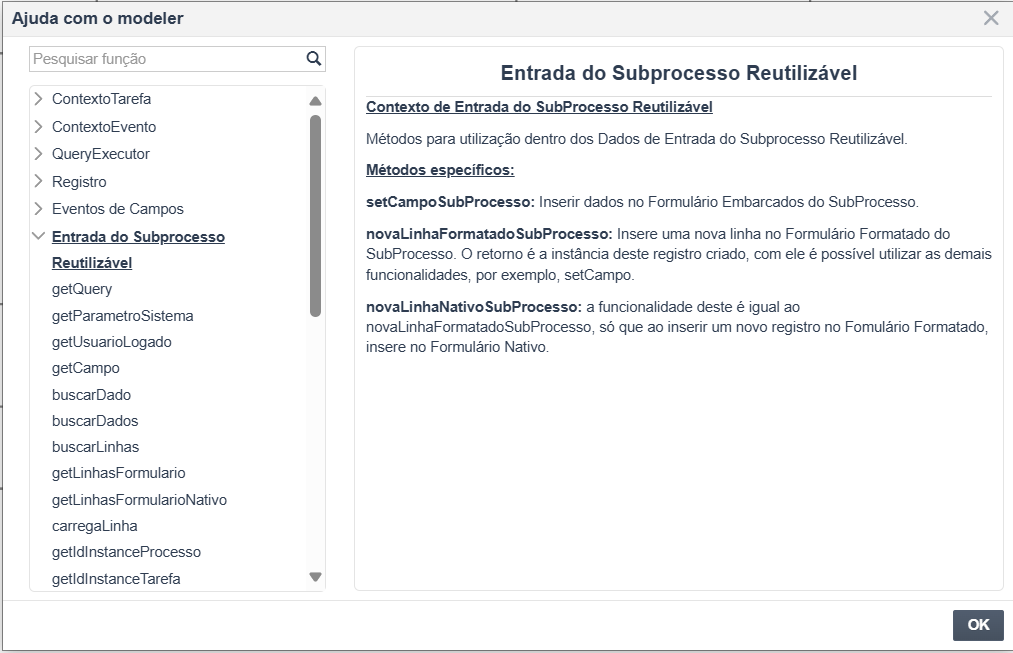 Ajuda com o modeler
Pesquisar função
ContextoTarefa
ContextoEvento
QueryExecutor
Registro
Eventos de Campos
Entrada do Subprocesso
Reutilizável
getQuery
getParametroSistema
getUsuarioLogado
getCampo
buscarDado
buscarDados
buscarLinhas
getLinhasFormulario
getLinhasFormularioNativo
carregaLinha
getIdInstanceProcesso
getIdInstanceTarefa
Entrada do Subprocesso Reutilizável
Contexto de Entrada do SubProcesso Reutilizável
Métodos para utilização dentro dos Dados de Entrada do Subprocesso Reutilizável.
Métodos específicos:
setCampoSubProcesso: Inserir dados no Formulário Embarcados do SubProcesso.
novaLinhaFormatadoSubProcesso: Insere uma nova linha no Formulário Formatado do
SubProcesso. O retorno é a instância deste registro criado, com ele é possível utilizar as demais
funcionalidades, por exemplo, setCampo.
novaLinhaNativoSubProcesso: a funcionalidade deste é igual ao
novaLinhaFormatadoSubProcesso, só que ao inserir um novo registro no Fomulário Formatado,
insere no Formulário Nativo.
OK